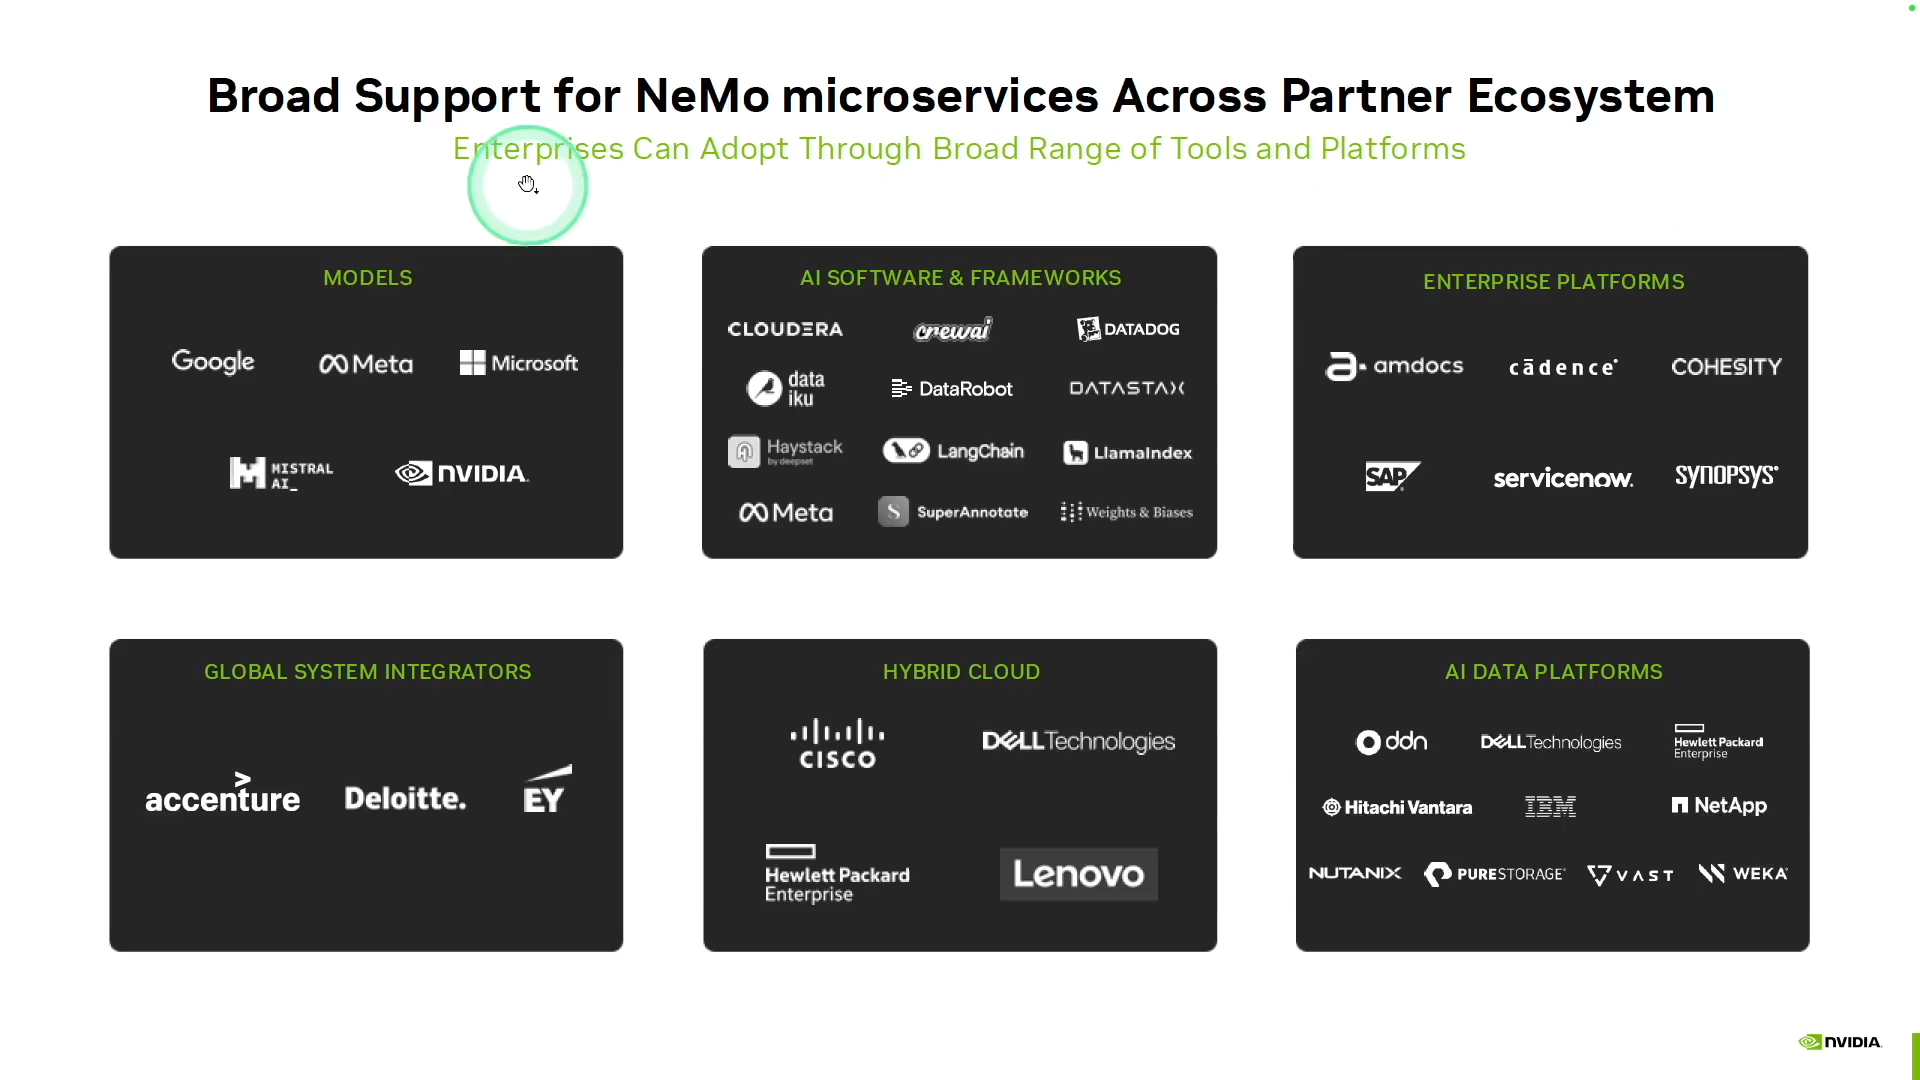 Broad Support for NeMo microservices Across Partner Ecosystem
Enterprises Can Adopt Through Broad Range of Tools and Platforms
MODELS
Google
Meta
Microsoft
MISTRAL
AI_
NVIDIA.
AI SOFTWARE & FRAMEWORKS
CLOUDERA
crewai
DATADOG
data
iku
DataRobot
DATASTAX
Haystack
by deepset
LangChain
LlamaIndex
Meta
S
SuperAnnotate
Weights & Biases
ENTERPRISE PLATFORMS
amdocs
cādence
COHESITY
SAP
servicenow.
SYNOPSYS
GLOBAL SYSTEM INTEGRATORS
accenture
Deloitte.
EY
HYBRID CLOUD
CISCO
DELLTechnologies
Hewlett Packard
Enterprise
Lenovo
AI DATA PLATFORMS
ddn
DELLTechnologies
Hewlett Packard
Enterprise
Hitachi Vantara
IBM
NetApp
NUTANIX
PURESTORAGE
VAST
WEKA
NVIDIA.